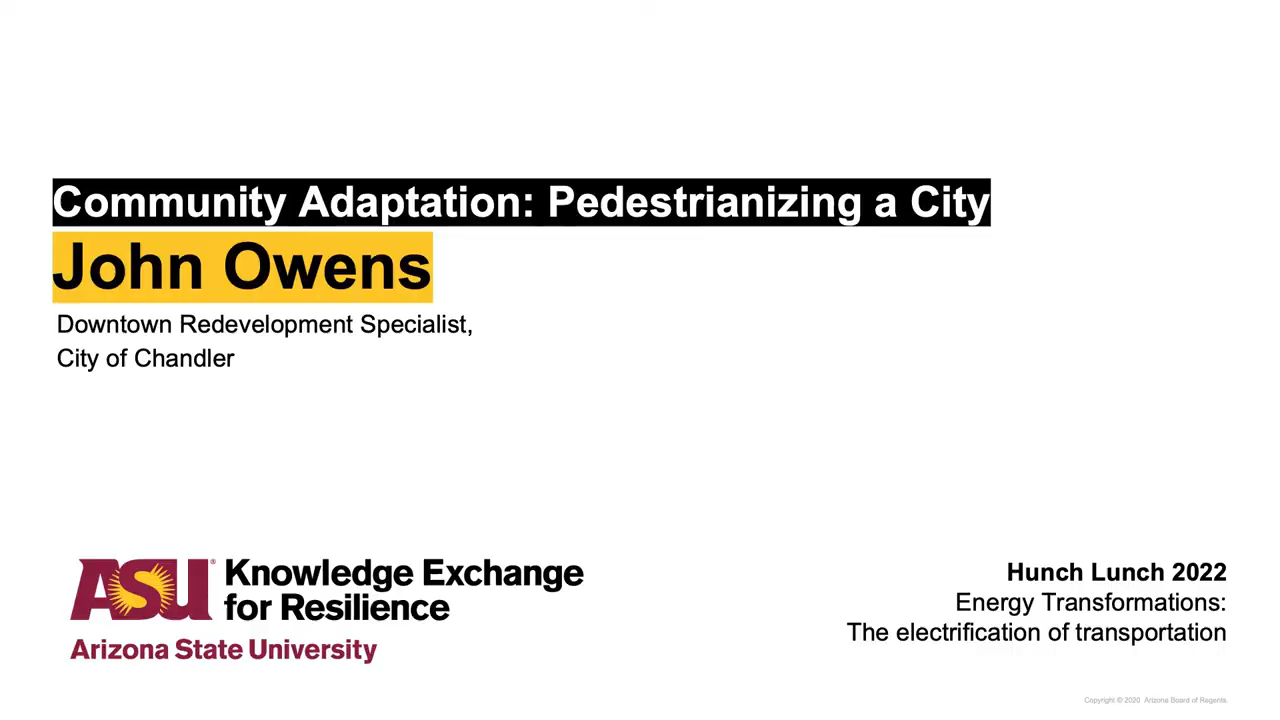 Community Adaptation: Pedestrianizing a City
John Owens
Downtown Redevelopment Specialist,
City of Chandler
ASU® Knowledge Exchange
for Resilience
Arizona State University
Hunch Lunch 2022
Energy Transformations:
The electrification of transportation
Copyright © 2020 Arizona Board of Regents